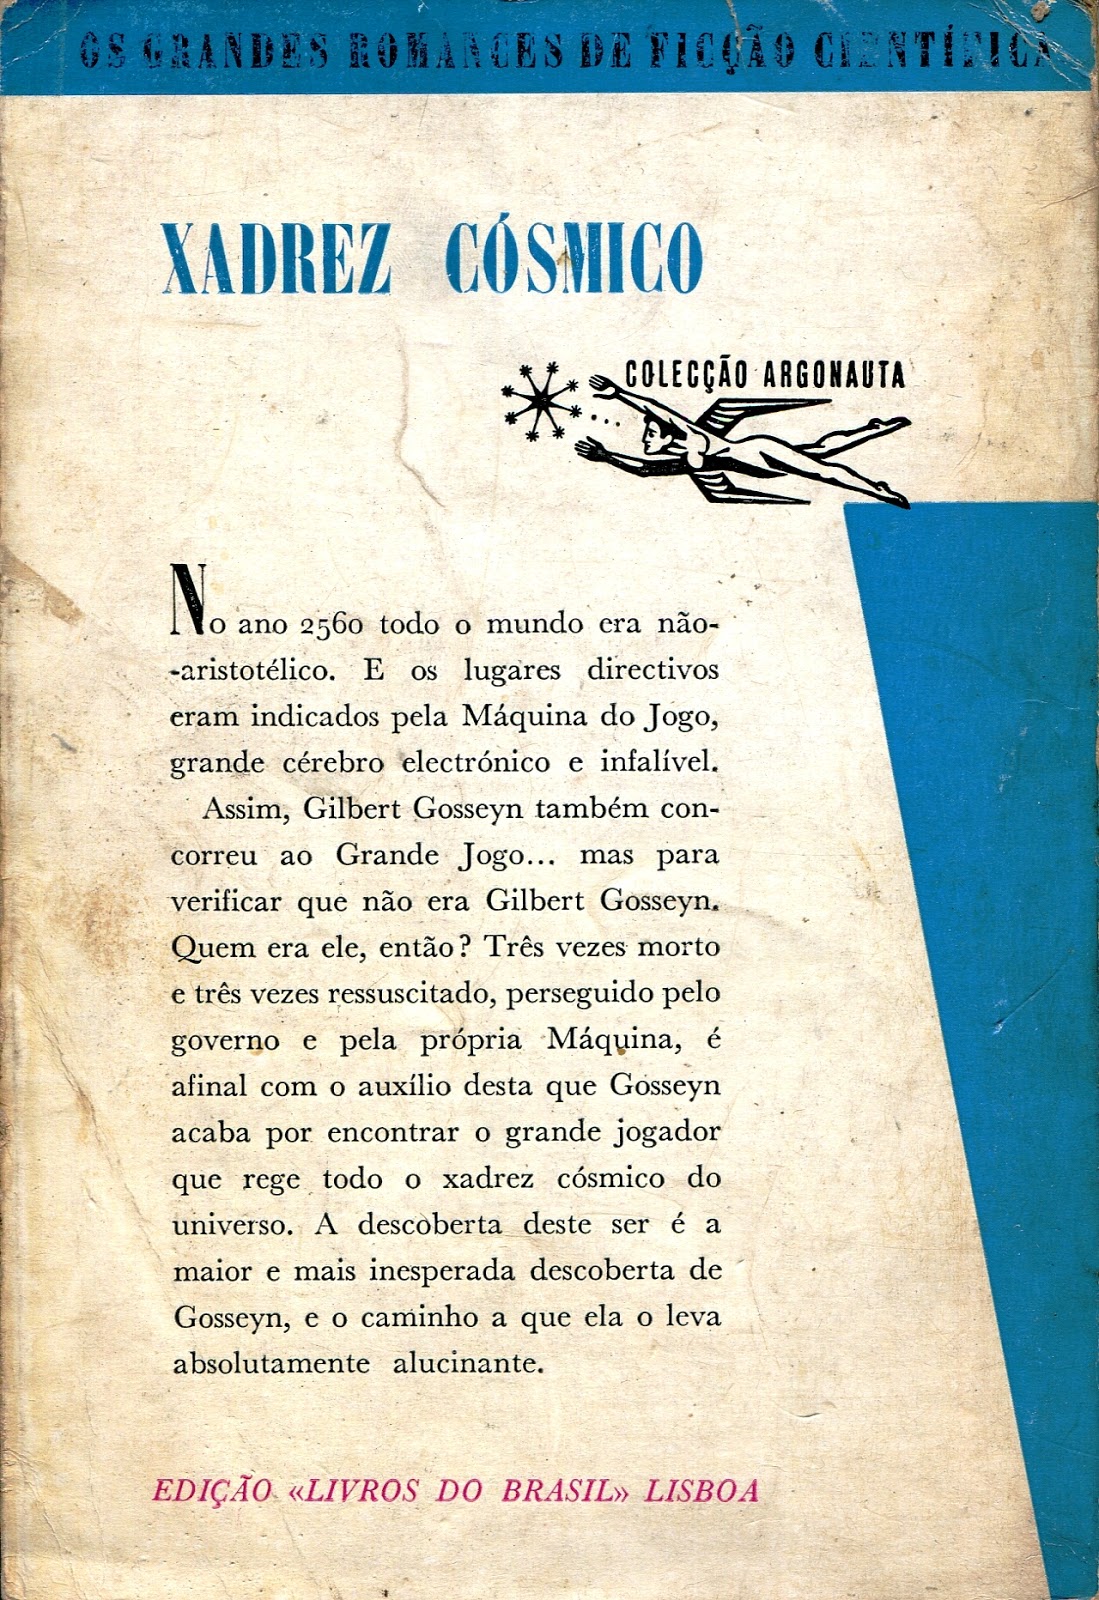 OS GRANDES ROMANCES DE FICÇÃO CIENTÍFICA
XADREZ CÓSMICO
COLECÇÃO ARGONAUTA
No ano 2560 todo o mundo era não-
-aristotélico. E os lugares directivos
eram indicados pela Máquina do Jogo,
grande cérebro electrónico e infalível.
Assim, Gilbert Gosseyn também con-
correu ao Grande Jogo... mas para
verificar que não era Gilbert Gosseyn.
Quem era ele, então? Três vezes morto
e três vezes ressuscitado, perseguido pelo
governo e pela própria Máquina, é
afinal com o auxílio desta que Gosseyn
acaba por encontrar o grande jogador
que rege todo o xadrez cósmico do
universo. A descoberta deste ser é a
maior e mais inesperada descoberta de
Gosseyn, e o caminho a que ela o leva
absolutamente alucinante.
EDIÇÃO «LIVROS DO BRASIL» LISBOA